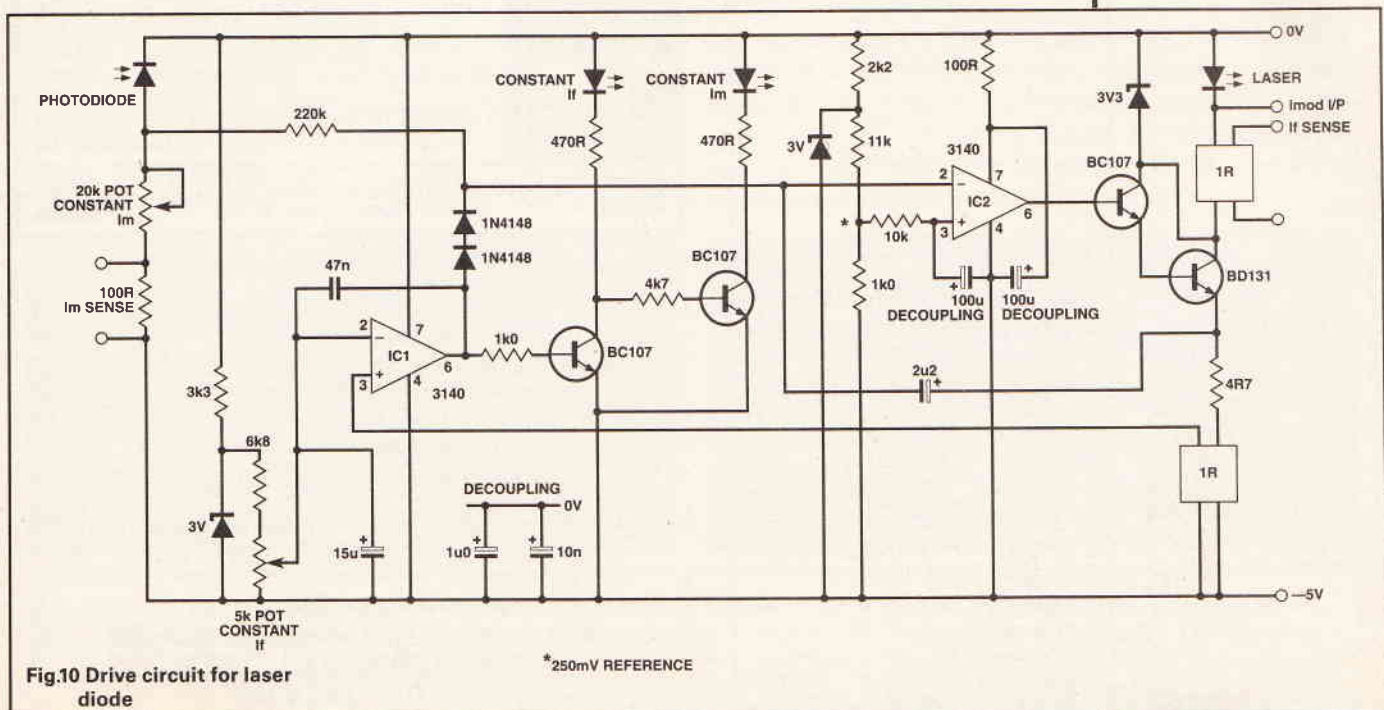 0V
PHOTODIODE
220k
CONSTANT
If
CONSTANT
Im
470R
470R
2k2
3V
11k
100R
3140
2
7
3
4
6
IC2
*
10k
1k0
100u
DECOUPLING
100u
DECOUPLING
BC107
3V3
LASER
Imod I/P
If SENSE
1R
BD131
20k POT
CONSTANT
Im
100R
Im SENSE
1N4148
1N4148
47n
2
7
IC1
3
4
6
3140
1k0
BC107
4k7
BC107
2u2
4R7
1R
3k3
6k8
3V
15u
DECOUPLING
0V
1u0
10n
—5V
5k POT
CONSTANT
If
*250mV REFERENCE
Fig.10 Drive circuit for laser
diode